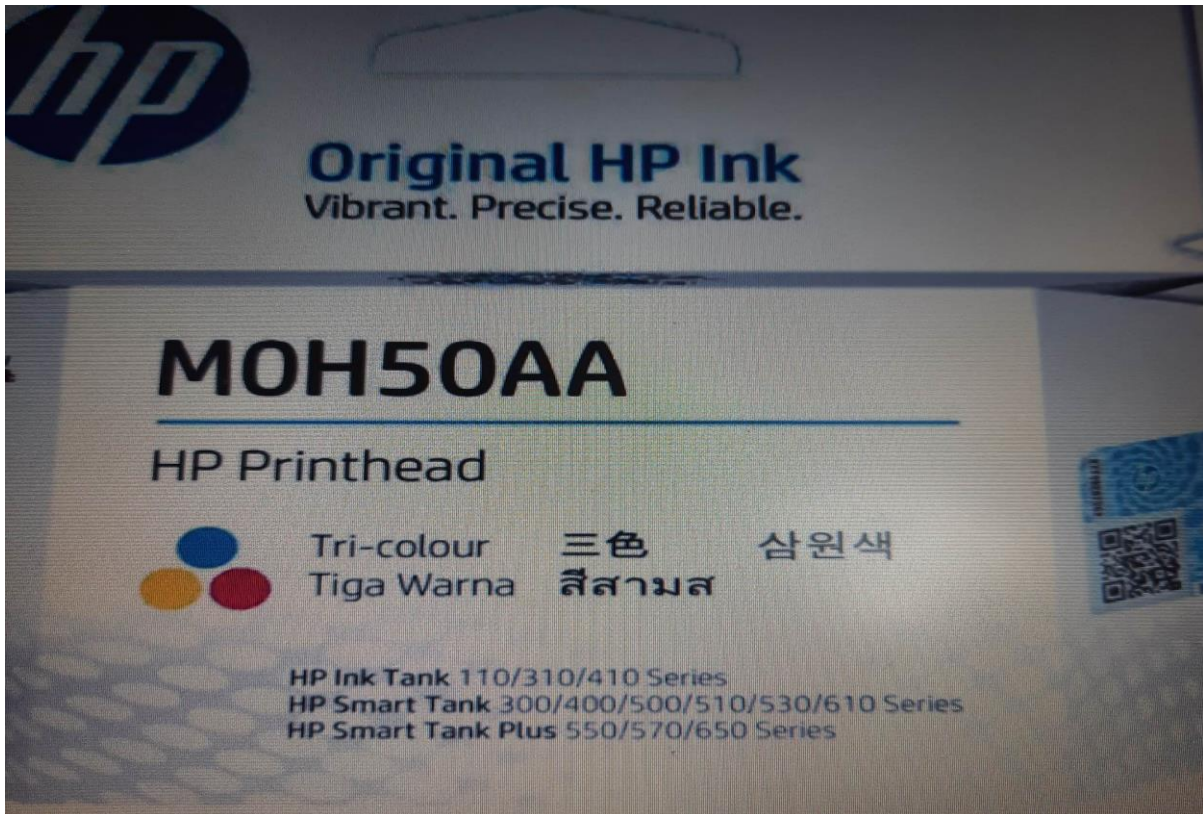 hp
Original HP Ink
Vibrant. Precise. Reliable.
M0H50AA
HP Printhead
Tri-colour 三色 삼원색
Tiga Warna สีสามส
HP Ink Tank 110/310/410 Series
HP Smart Tank 300/400/500/510/530/610 Series
HP Smart Tank Plus 550/570/650 Series